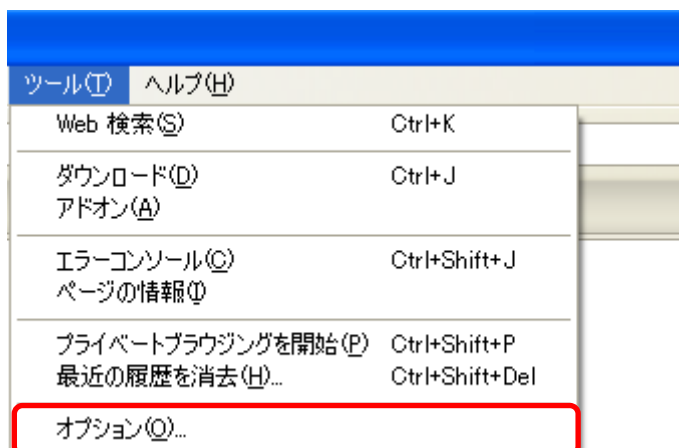 ツール(T) ヘルプ(H)
Web 検索(S) Ctrl+K
ダウンロード(D) Ctrl+J
アドオン(A)
エラーコンソール(C) Ctrl+Shift+J
ページの情報(I)
プライベートブラウジングを開始(P) Ctrl+Shift+P
最近の履歴を消去(H)... Ctrl+Shift+Del
オプション(O)...